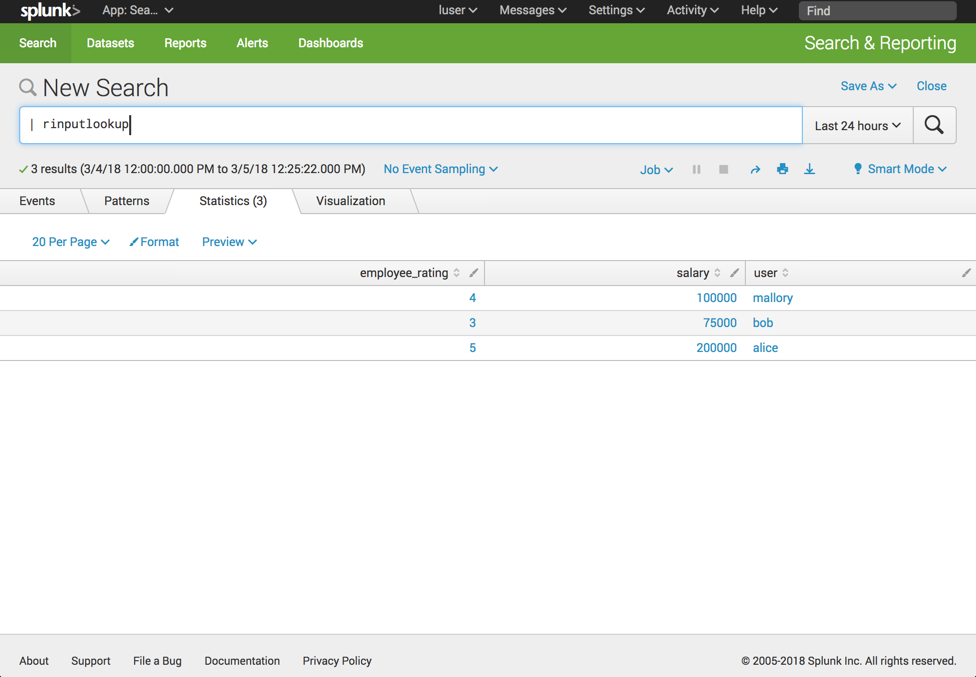 splunk> App: Sea... luser Messages Settings Activity Help Find
Search Datasets Reports Alerts Dashboards Search & Reporting
New Search Save As Close
| rinputlookup Last 24 hours
3 results (3/4/18 12:00:00.000 PM to 3/5/18 12:25:22.000 PM) No Event Sampling Job Smart Mode
Events Patterns Statistics (3) Visualization
20 Per Page Format Preview
employee_rating salary user
4 100000 mallory
3 75000 bob
5 200000 alice
About Support File a Bug Documentation Privacy Policy © 2005-2018 Splunk Inc. All rights reserved.